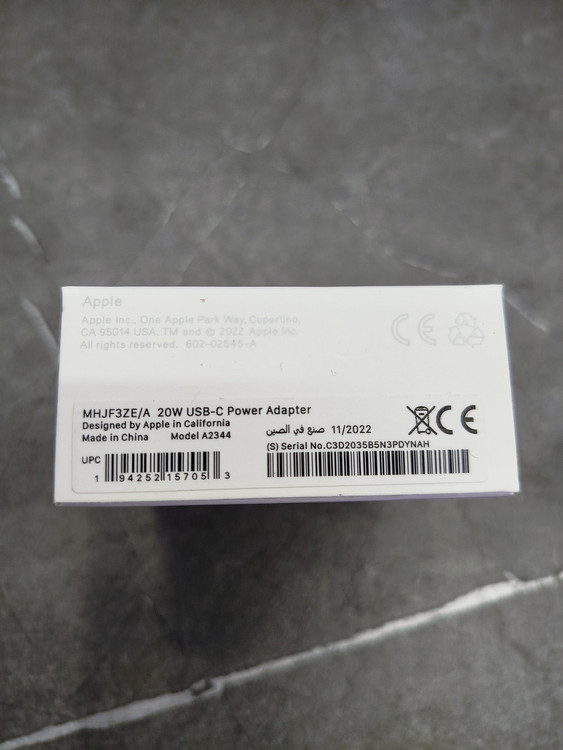 Apple
Apple Inc., One Apple Park Way, Cupertino,
CA 95014 USA. TM and © 2022 Apple Inc.
All rights reserved. 602-02545-A
MHJF3ZE/A 20W USB-C Power Adapter
Designed by Apple in California
Made in China Model A2344
صنع في الصين 11/2022
(S) Serial No.C3D2035B5N3PDYNAH
UPC
1 94252 15705 3